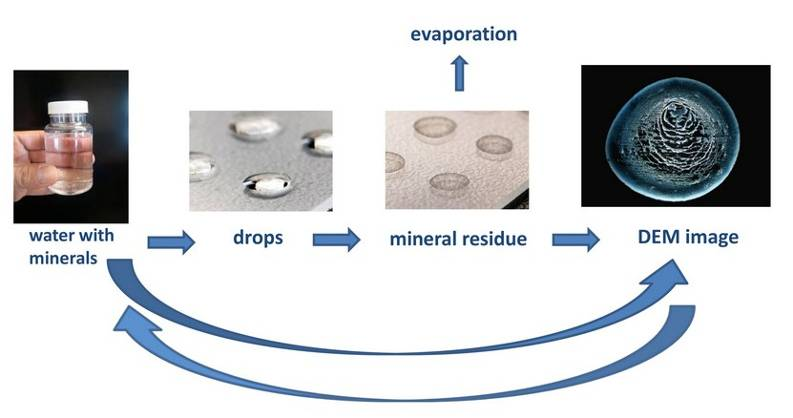 evaporation
water with
minerals
drops
mineral residue
DEM image